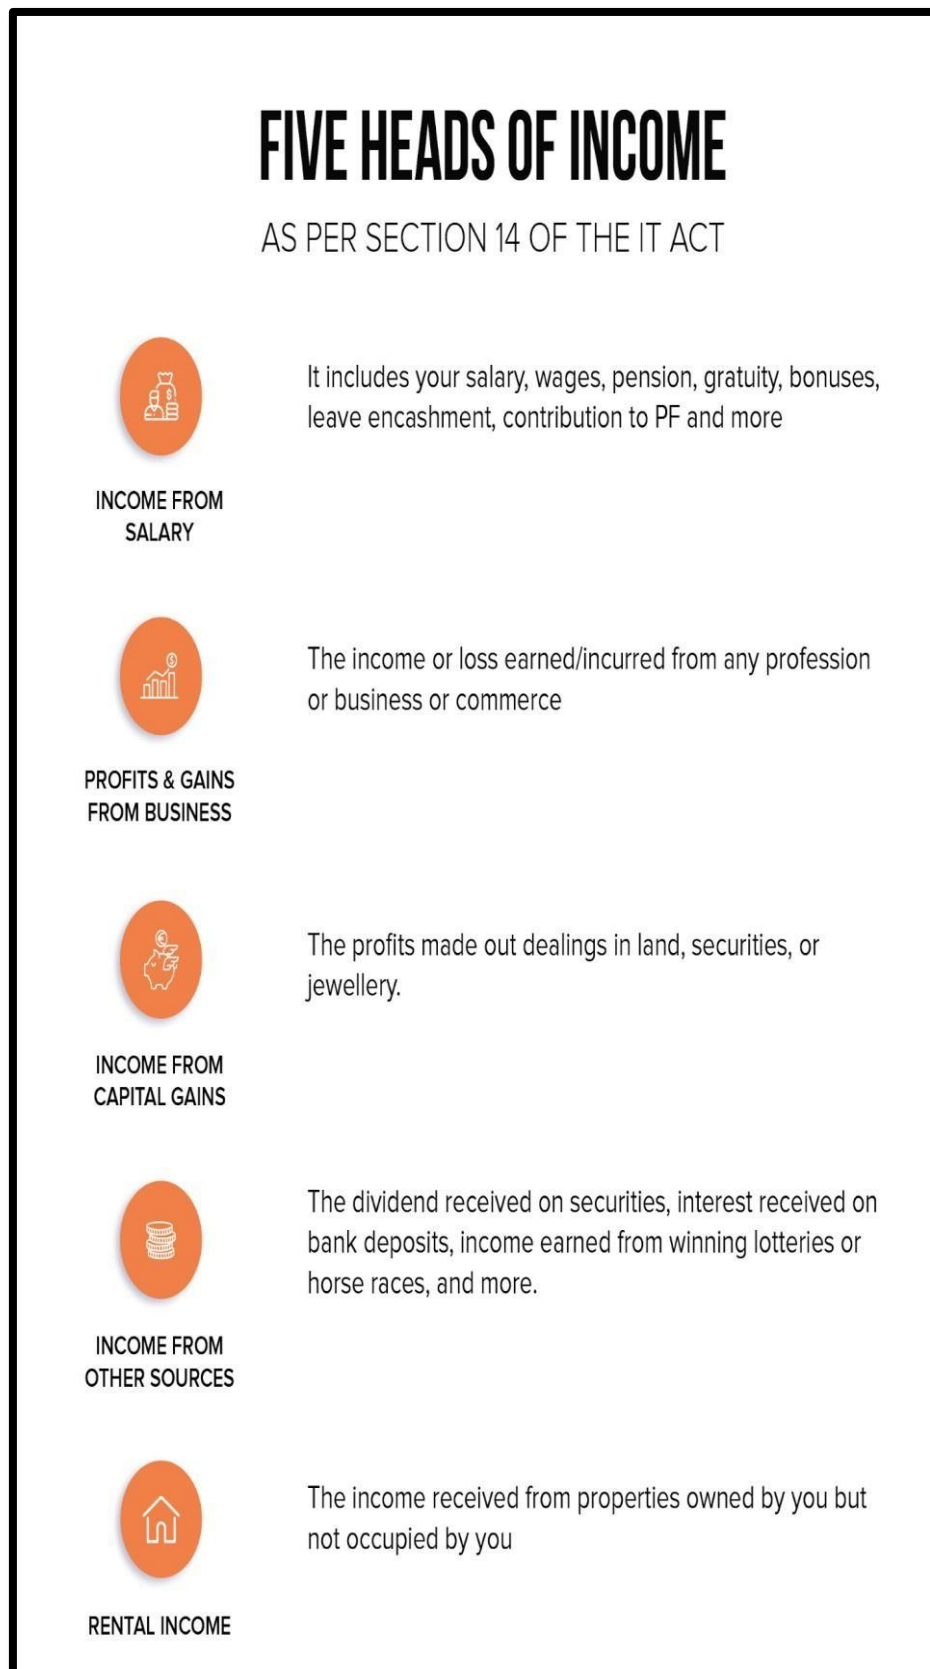 FIVE HEADS OF INCOME
AS PER SECTION 14 OF THE IT ACT
It includes your salary, wages, pension, gratuity, bonuses,
leave encashment, contribution to PF and more
INCOME FROM
SALARY
The income or loss earned/incurred from any profession
or business or commerce
PROFITS & GAINS
FROM BUSINESS
The profits made out dealings in land, securities, or
jewellery.
INCOME FROM
CAPITAL GAINS
The dividend received on securities, interest received on
bank deposits, income earned from winning lotteries or
horse races, and more.
INCOME FROM
OTHER SOURCES
The income received from properties owned by you but
not occupied by you
RENTAL INCOME